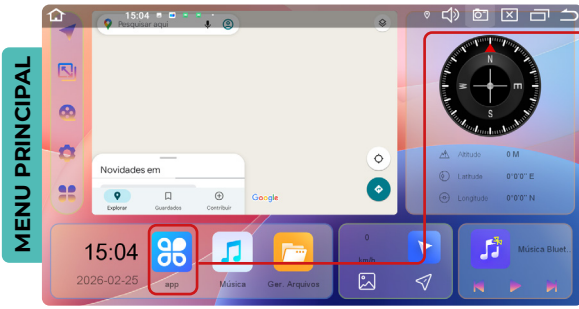 MENU PRINCIPAL
15:04
Pesquisar aqui
N
W
E
S
Altitude 0 M
Latitude 0°0'0" E
Longitude 0°0'0" N
Novidades em
Explorar
Guardados
Contribuir
Google
15:04
2026-02-25
app
Música
Ger. Arquivos
0
km/h
Música Bluet..